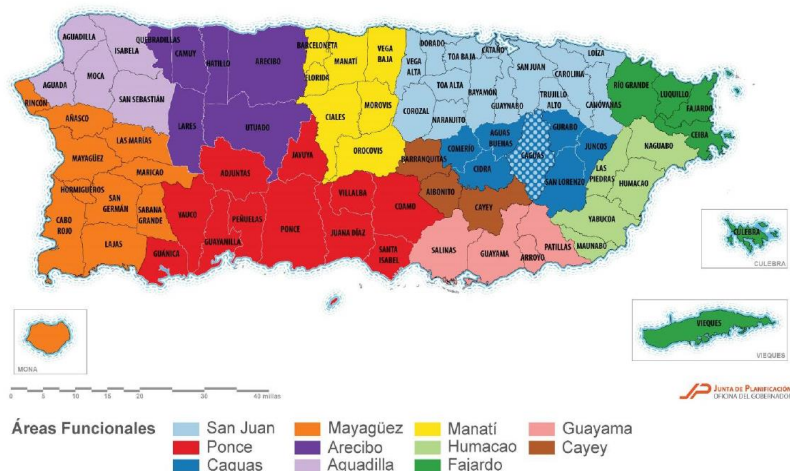 QUEBRADILLAS
AGUADILLA
ISABELA
CAMUY
HATILLO
ARECIBO
BARCELONETA
MANATÍ
VEGA BAJA
DORADO
TOA BAJA
CATAÑO
LOÍZA
SAN JUAN
CAROLINA
VEGA ALTA
AGUADA
MOCA
FLORIDA
TOA ALTA
BAYAMÓN
RÍO GRANDE
LUQUILLO
RINCÓN
SAN SEBASTIÁN
MOROVIS
COROZAL
NARANJITO
GUAYNABO
TRUJILLO ALTO
CANÓVANAS
FAJARDO
AÑASCO
LARES
UTUADO
CIALES
CEIBA
LAS MARÍAS
OROCOVIS
COMERÍO
AGUAS BUENAS
GURABO
NAGUABO
MAYAGÜEZ
JAYUYA
BARRANQUITAS
CAGUAS
JUNCOS
MARICAO
ADJUNTAS
CIDRA
LAS PIEDRAS
HORMIGUEROS
SAN GERMÁN
VILLALBA
AIBONITO
SAN LORENZO
HUMACAO
SABANA GRANDE
YAUCO
PEÑUELAS
COAMO
CAYEY
YABUCOA
CABO ROJO
PONCE
JUANA DÍAZ
LAJAS
GUAYANILLA
SALINAS
GUAYAMA
PATILLAS
MAUNABO
GUÁNICA
SANTA ISABEL
ARROYO
CULEBRA
CULEBRA
VIEQUES
VIEQUES
MONA
0 5 10 20 30 40 millas
JP JUNTA DE PLANIFICACIÓN
OFICINA DEL GOBERNADOR
Áreas Funcionales
San Juan
Mayagüez
Manatí
Guayama
Ponce
Arecibo
Humacao
Cayey
Caguas
Aguadilla
Fajardo